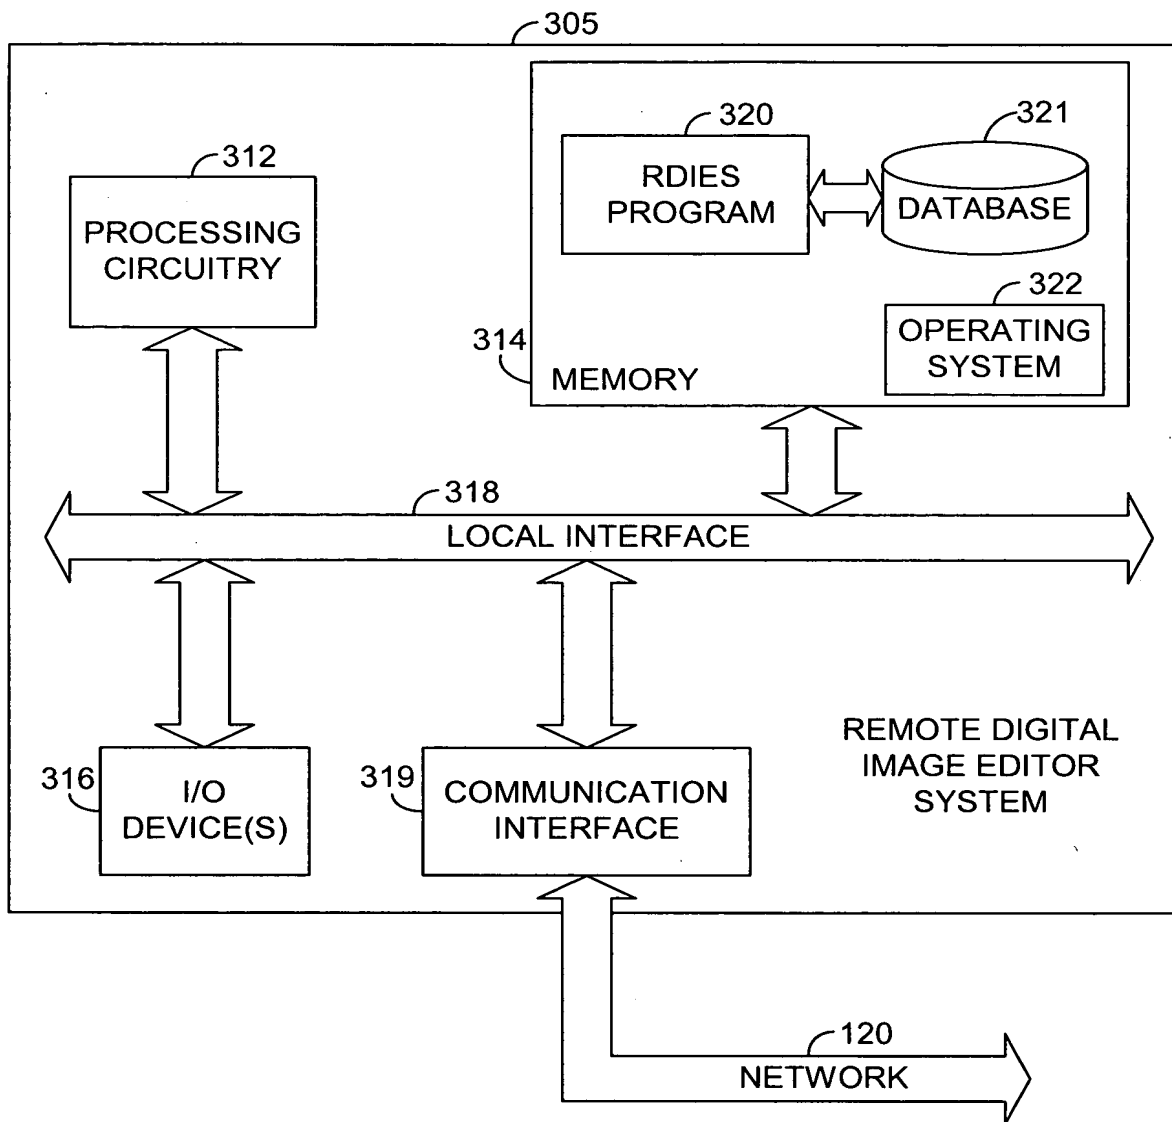 305
320
321
312
RDIES
PROGRAM
DATABASE
PROCESSING
CIRCUITRY
322
OPERATING
SYSTEM
314
MEMORY
318
LOCAL INTERFACE
REMOTE DIGITAL
IMAGE EDITOR
SYSTEM
316
I/O
DEVICE(S)
319
COMMUNICATION
INTERFACE
120
NETWORK